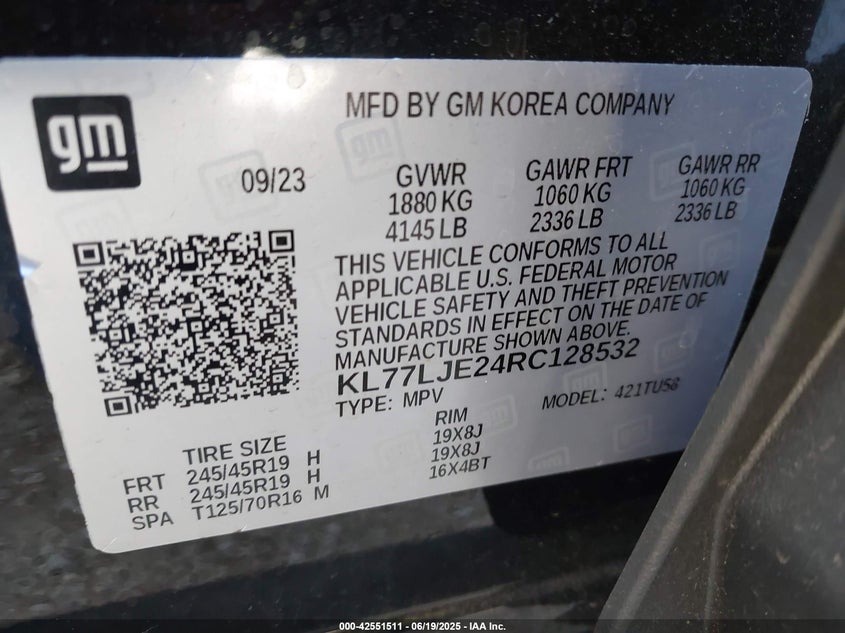 gm
MFD BY GM KOREA COMPANY
09/23
GVWR GAWR FRT GAWR RR
1880 KG 1060 KG 1060 KG
4145 LB 2336 LB 2336 LB
THIS VEHICLE CONFORMS TO ALL
APPLICABLE U.S. FEDERAL MOTOR
VEHICLE SAFETY AND THEFT PREVENTION
STANDARDS IN EFFECT ON THE DATE OF
MANUFACTURE SHOWN ABOVE.
KL77LJE24RC128532
TYPE: MPV MODEL: 421TU58
TIRE SIZE RIM
FRT 245/45R19 H 19X8J
RR 245/45R19 H 19X8J
SPA T125/70R16 M 16X4BT
000-42551511 - 06/19/2025 - IAA Inc.